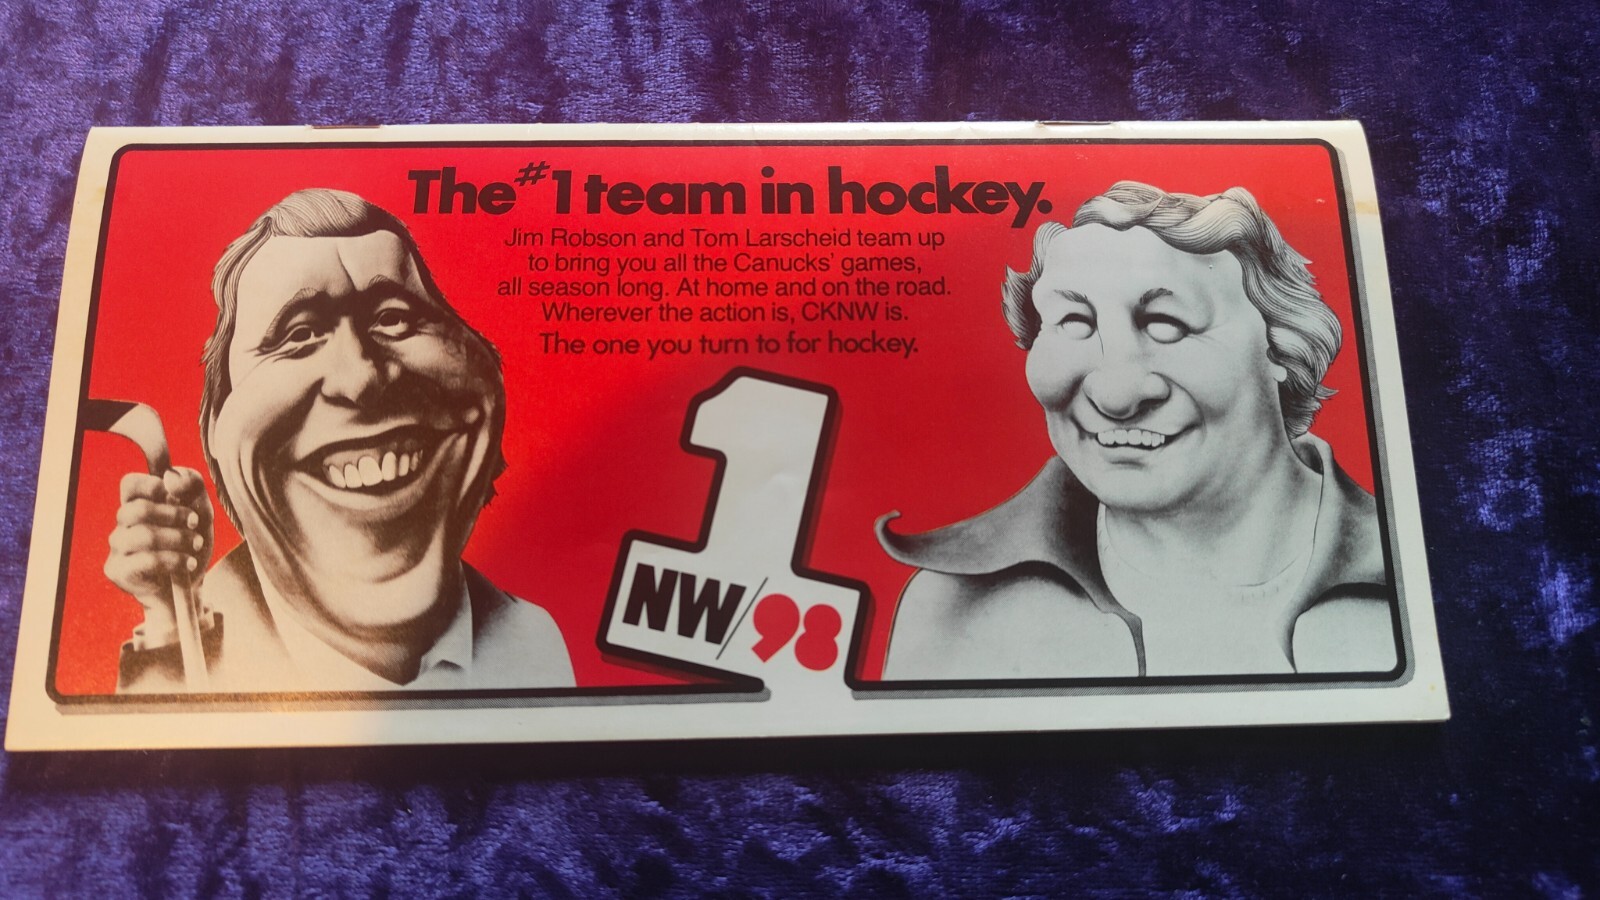 The #1 team in hockey.
Jim Robson and Tom Larscheid team up
to bring you all the Canucks' games,
all season long. At home and on the road.
Wherever the action is, CKNW is.
The one you turn to for hockey.
1
NW/98